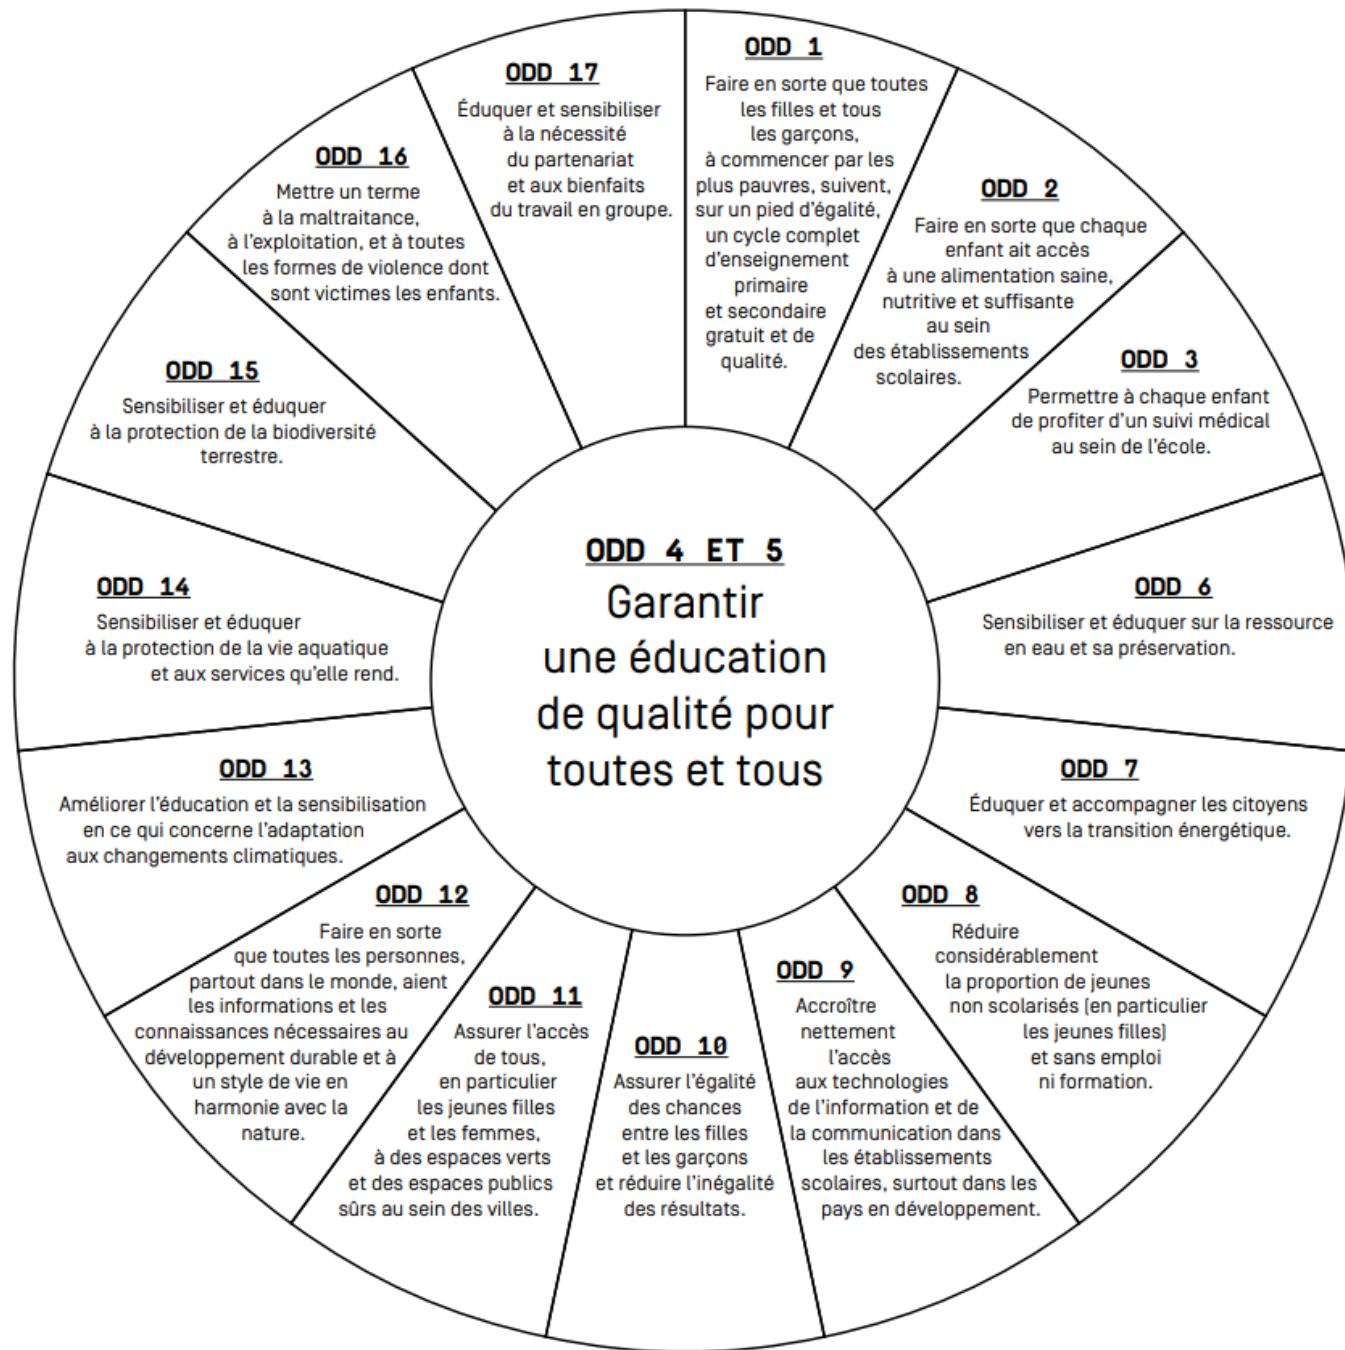 ODD 1
Faire en sorte que toutes
les filles et tous
les garçons,
à commencer par les
plus pauvres, suivent,
sur un pied d'égalité,
un cycle complet
d'enseignement
primaire
et secondaire
gratuit et de
qualité.
ODD 2
Faire en sorte que chaque
enfant ait accès
à une alimentation saine,
nutritive et suffisante
au sein
des établissements
scolaires.
ODD 3
Permettre à chaque enfant
de profiter d'un suivi médical
au sein de l'école.
ODD 4 ET 5
Garantir
une éducation
de qualité pour
toutes et tous
ODD 6
Sensibiliser et éduquer sur la ressource
en eau et sa préservation.
ODD 7
Éduquer et accompagner les citoyens
vers la transition énergétique.
ODD 8
Réduire
considérablement
la proportion de jeunes
non scolarisés (en particulier
les jeunes filles)
et sans emploi
ni formation.
ODD 9
Accroître
nettement
l'accès
aux technologies
de l'information et de
la communication dans
les établissements
scolaires, surtout dans les
pays en développement.
ODD 10
Assurer l'égalité
des chances
entre les filles
et les garçons
et réduire l'inégalité
des résultats.
ODD 11
Assurer l'accès
de tous,
en particulier
les jeunes filles
et les femmes,
à des espaces verts
et des espaces publics
sûrs au sein des villes.
ODD 12
Faire en sorte
que toutes les personnes,
partout dans le monde, aient
les informations et les
connaissances nécessaires au
développement durable et à
un style de vie en
harmonie avec la
nature.
ODD 13
Améliorer l'éducation et la sensibilisation
en ce qui concerne l'adaptation
aux changements climatiques.
ODD 14
Sensibiliser et éduquer
à la protection de la vie aquatique
et aux services qu'elle rend.
ODD 15
Sensibiliser et éduquer
à la protection de la biodiversité
terrestre.
ODD 16
Mettre un terme
à la maltraitance,
à l'exploitation, et à toutes
les formes de violence dont
sont victimes les enfants.
ODD 17
Éduquer et sensibiliser
à la nécessité
du partenariat
et aux bienfaits
du travail en groupe.